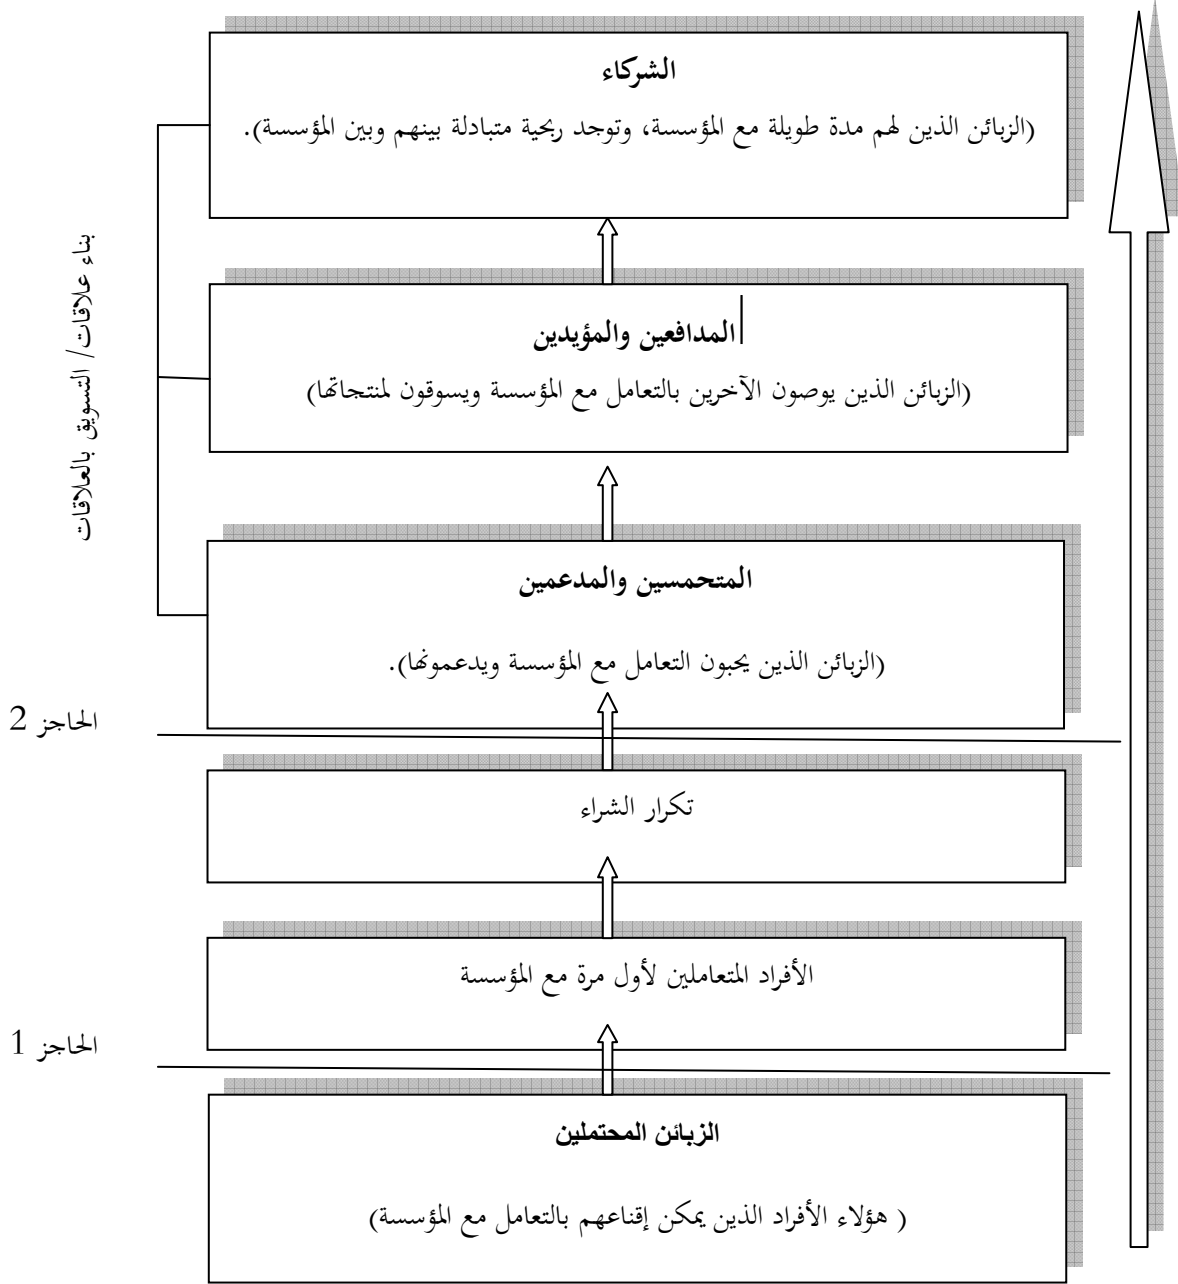 الشركاء
(الزبائن الذين لهم مدة طويلة مع المؤسسة، وتوجد ربحية متبادلة بينهم وبين المؤسسة).
بناء علاقات/ التسويق بالعلاقات
المدافعين والمؤيدين
(الزبائن الذين يوصون الآخرين بالتعامل مع المؤسسة ويسوقون لمنتجاتها)
المتحمسين والمدعمين
(الزبائن الذين يحبون التعامل مع المؤسسة ويدعمونها).
الحاجز 2
تكرار الشراء
الأفراد المتعاملين لأول مرة مع المؤسسة
الحاجز 1
الزبائن المحتملين
( هؤلاء الأفراد الذين يمكن إقناعهم بالتعامل مع المؤسسة)